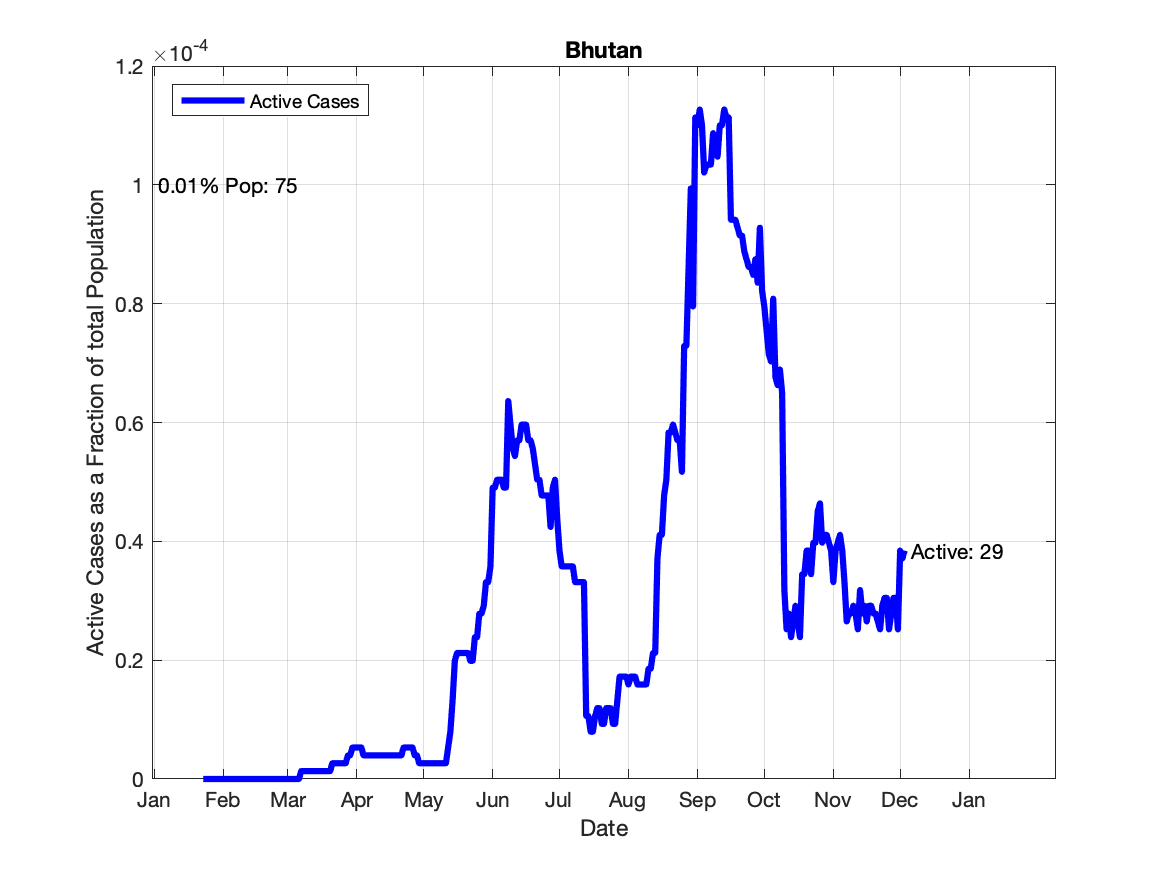 Bhutan
×10-4
Active Cases
0.01% Pop: 75
Active: 29
Active Cases as a Fraction of total Population
1.2
1
0.8
0.6
0.4
0.2
0
Jan Feb Mar Apr May Jun Jul Aug Sep Oct Nov Dec Jan
Date